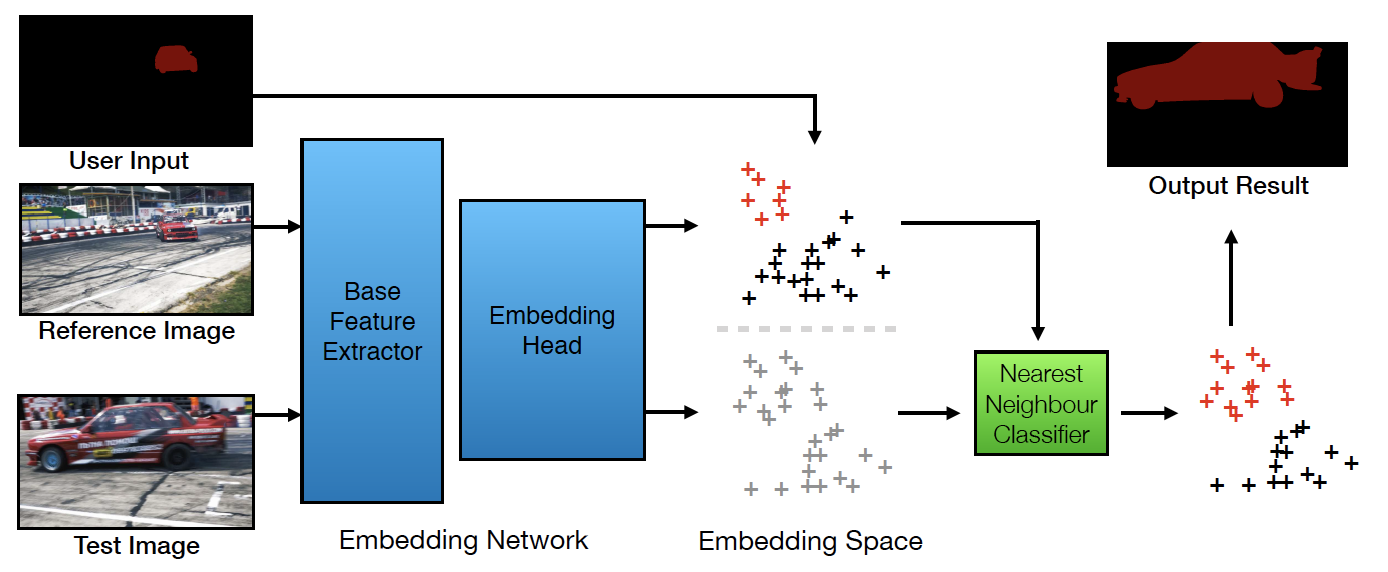 User Input
Reference Image
Test Image
Base
Feature
Extractor
Embedding
Head
Embedding Network
Embedding Space
Nearest
Neighbour
Classifier
Output Result